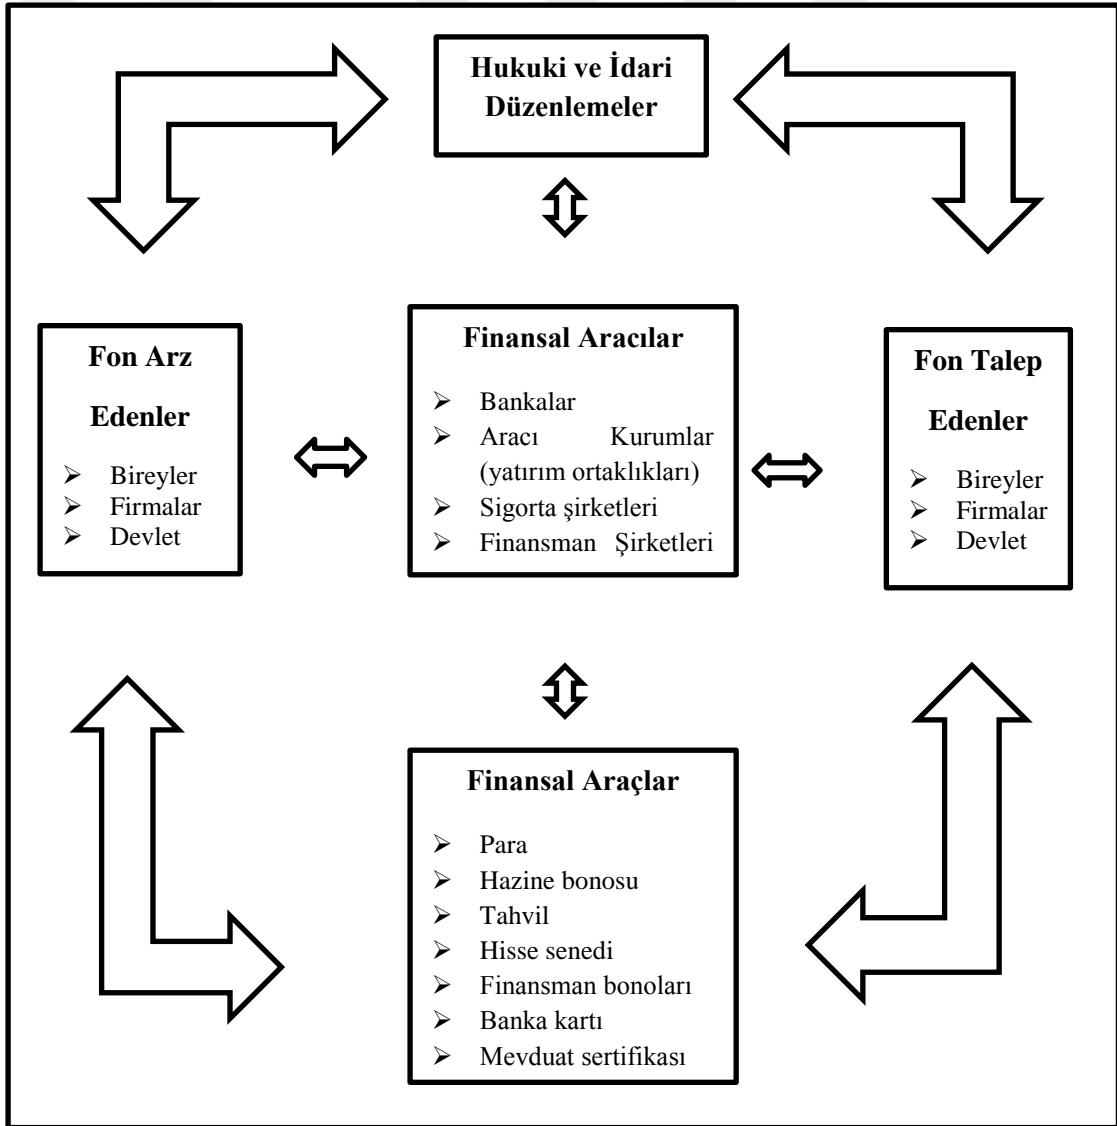 Hukuki ve İdari
Düzenlemeler
Fon Arz
Edenler
➢ Bireyler
➢ Firmalar
➢ Devlet
Finansal Aracılar
➢ Bankalar
➢ Aracı Kurumlar
(yatırım ortaklıkları)
➢ Sigorta şirketleri
➢ Finansman Şirketleri
Fon Talep
Edenler
➢ Bireyler
➢ Firmalar
➢ Devlet
Finansal Araçlar
➢ Para
➢ Hazine bonosu
➢ Tahvil
➢ Hisse senedi
➢ Finansman bonoları
➢ Banka kartı
➢ Mevduat sertifikası